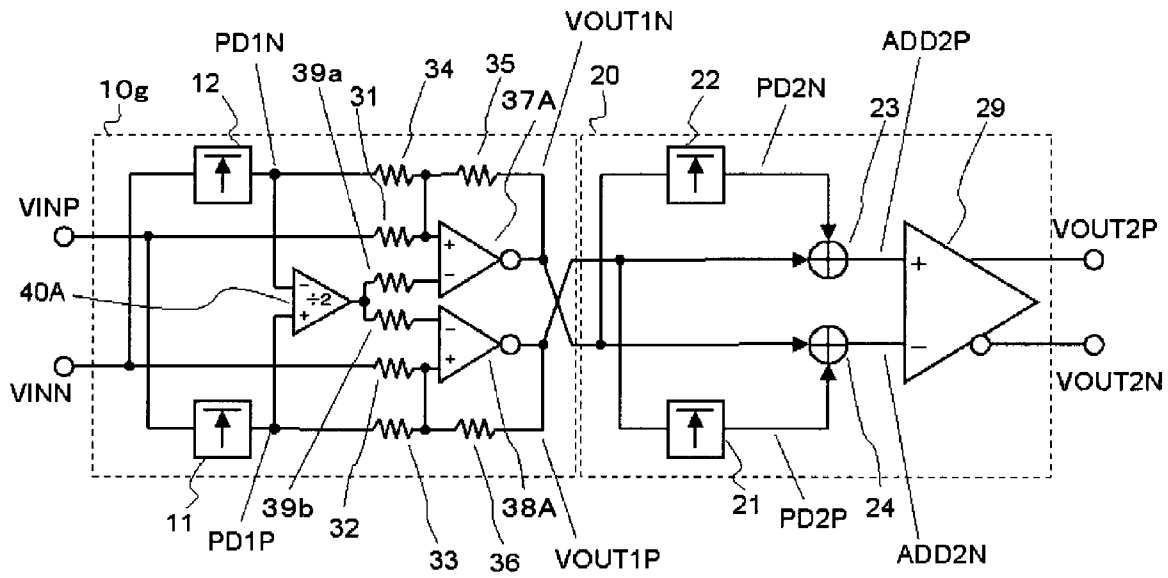 VOUT1N
PD1N
34
35
ADD2P
10g
12
39a
31
37A
20
22
PD2N
23
29
VINP
VOUT2P
+
−
+
40A
−
÷2
+
−
+
−
VINN
VOUT2N
11
PD1P
39b
32
33
36
38A
VOUT1P
21
PD2P
24
ADD2N